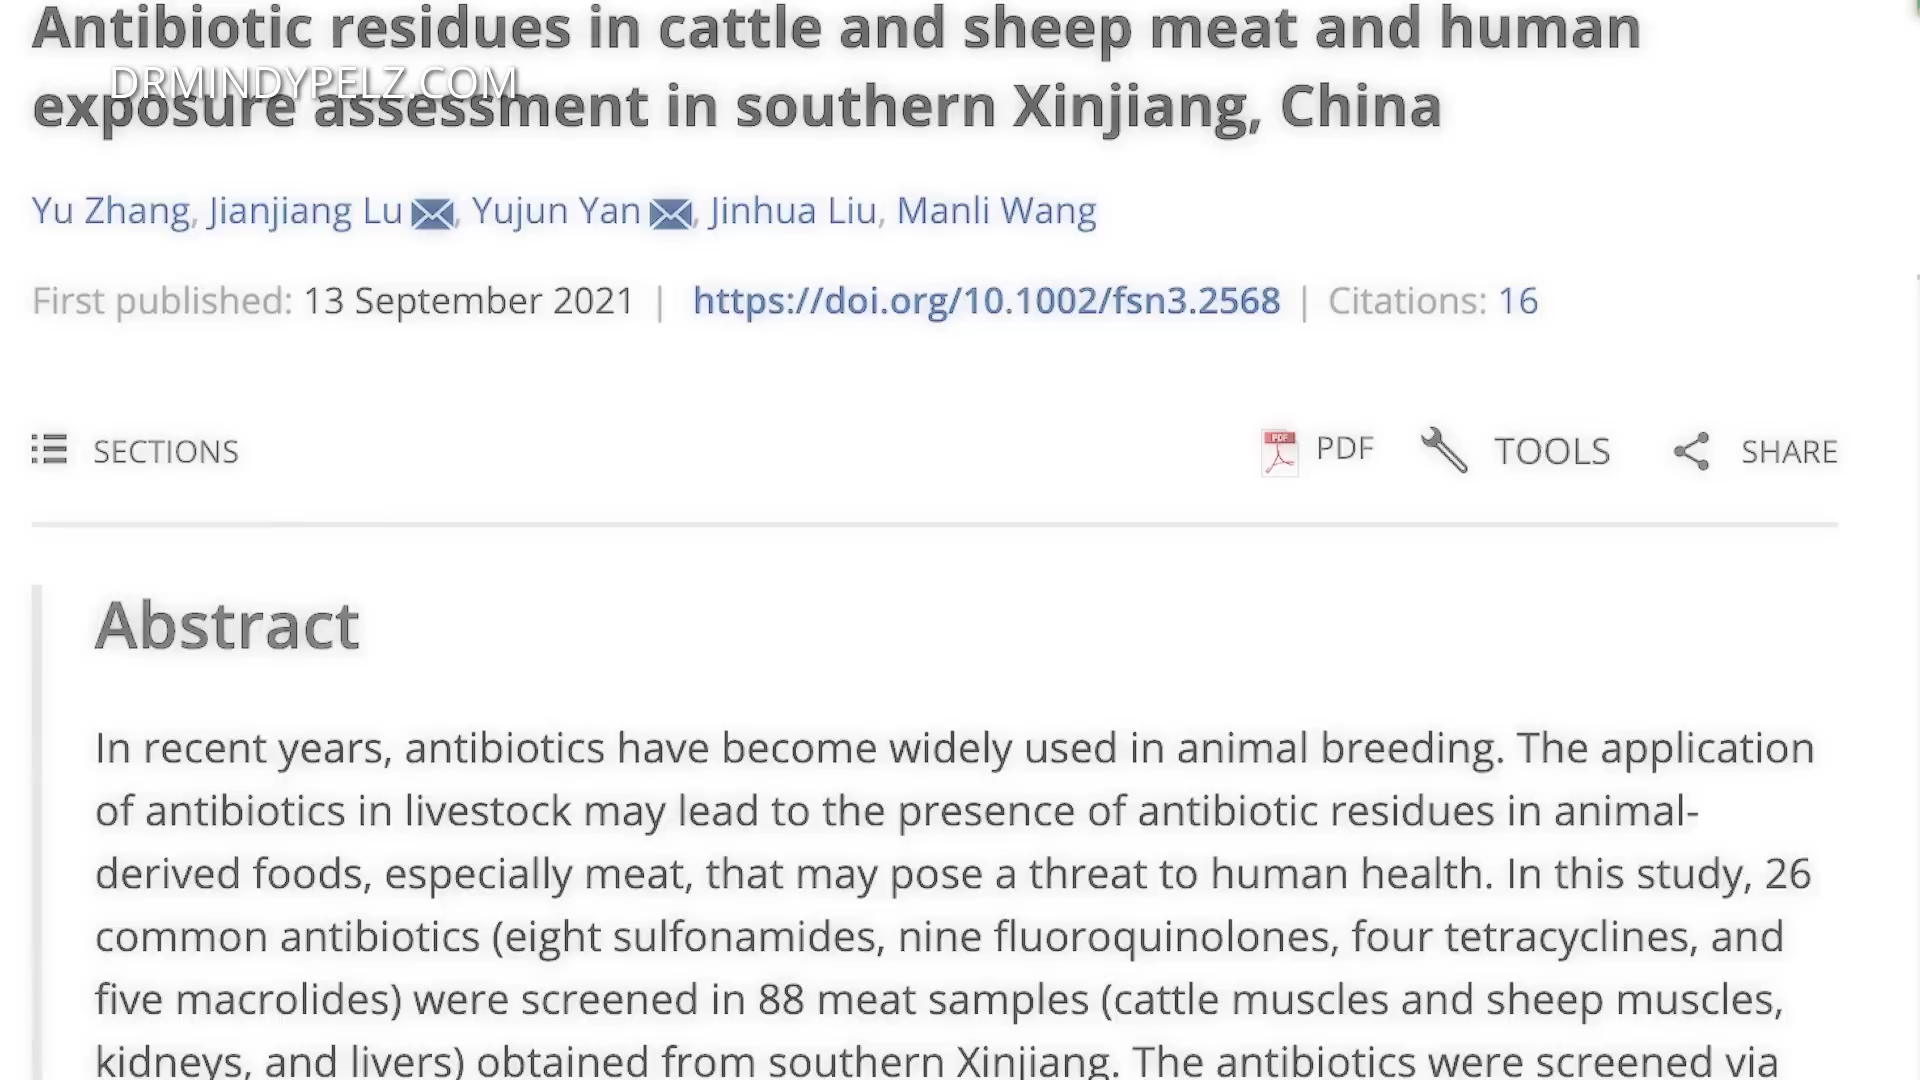 Antibiotic residues in cattle and sheep meat and human
DRMINDYPELZ.COM
exposure assessment in southern Xinjiang, China
Yu Zhang, Jianjiang Lu, Yujun Yan, Jinhua Liu, Manli Wang
First published: 13 September 2021 | https://doi.org/10.1002/fsn3.2568 | Citations: 16
SECTIONS PDF PDF TOOLS SHARE
Abstract
In recent years, antibiotics have become widely used in animal breeding. The application
of antibiotics in livestock may lead to the presence of antibiotic residues in animal-
derived foods, especially meat, that may pose a threat to human health. In this study, 26
common antibiotics (eight sulfonamides, nine fluoroquinolones, four tetracyclines, and
five macrolides) were screened in 88 meat samples (cattle muscles and sheep muscles,
kidneys, and livers) obtained from southern Xinjiang. The antibiotics were screened via